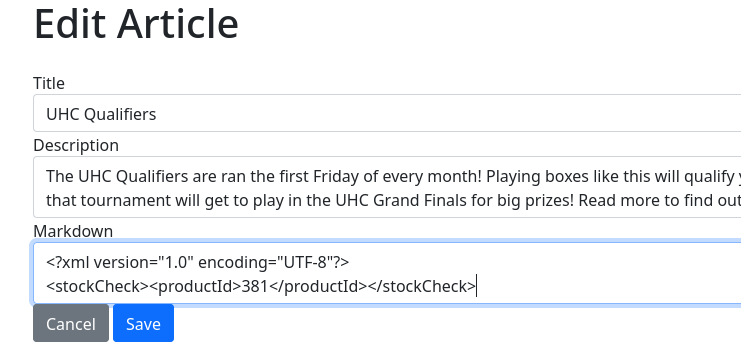 Edit Article
Title
UHC Qualifiers
Description
The UHC Qualifiers are ran the first Friday of every month! Playing boxes like this will qualify
that tournament will get to play in the UHC Grand Finals for big prizes! Read more to find out
Markdown
<?xml version="1.0" encoding="UTF-8"?>
<stockCheck><productId>381</productId></stockCheck>
Cancel Save